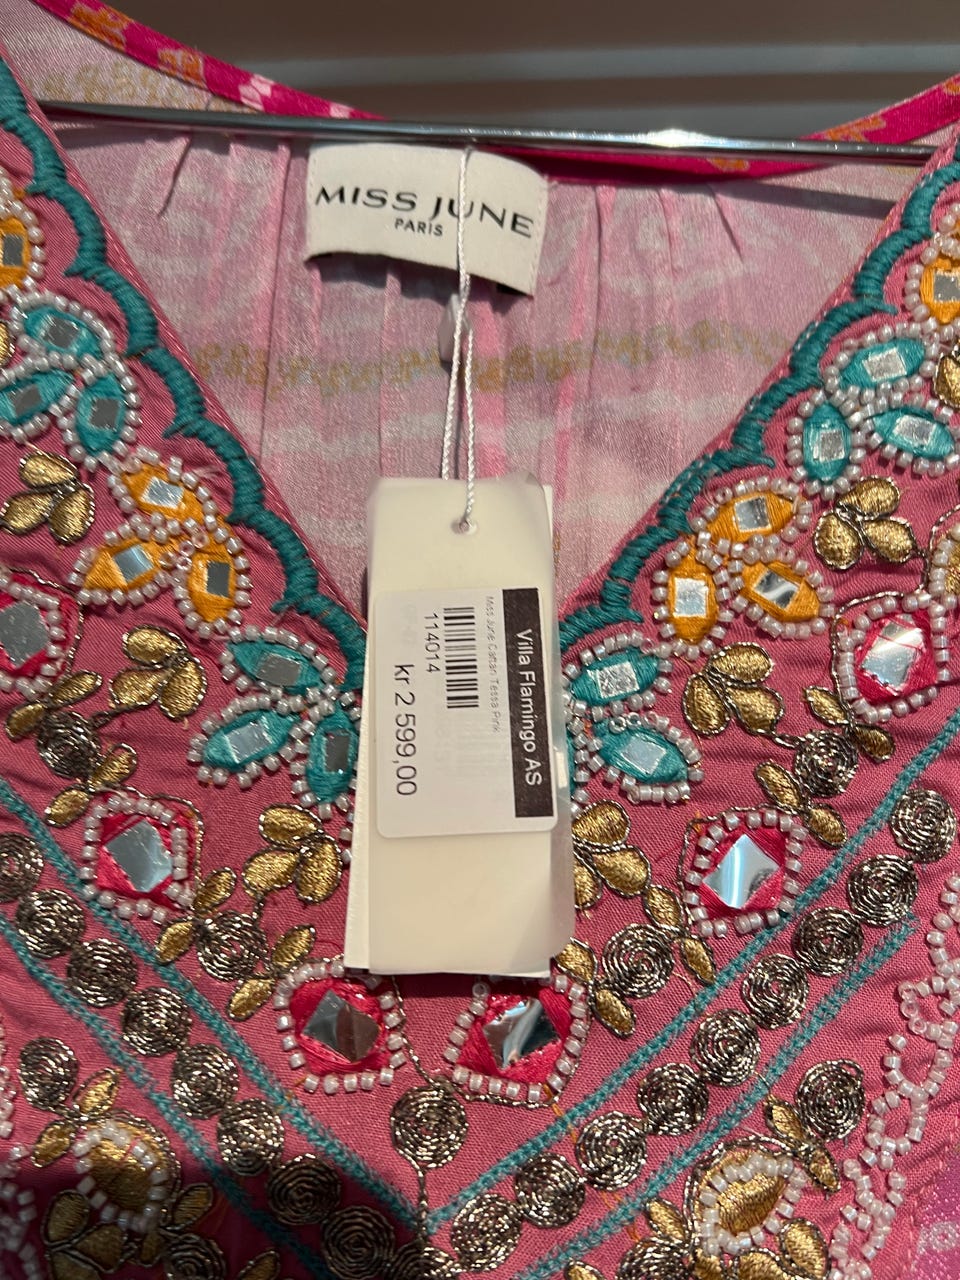 MISS JUNE
PARIS
Villa Flamingo AS
Miss June Caftan Tessa Pink
114014
kr 2 599,00